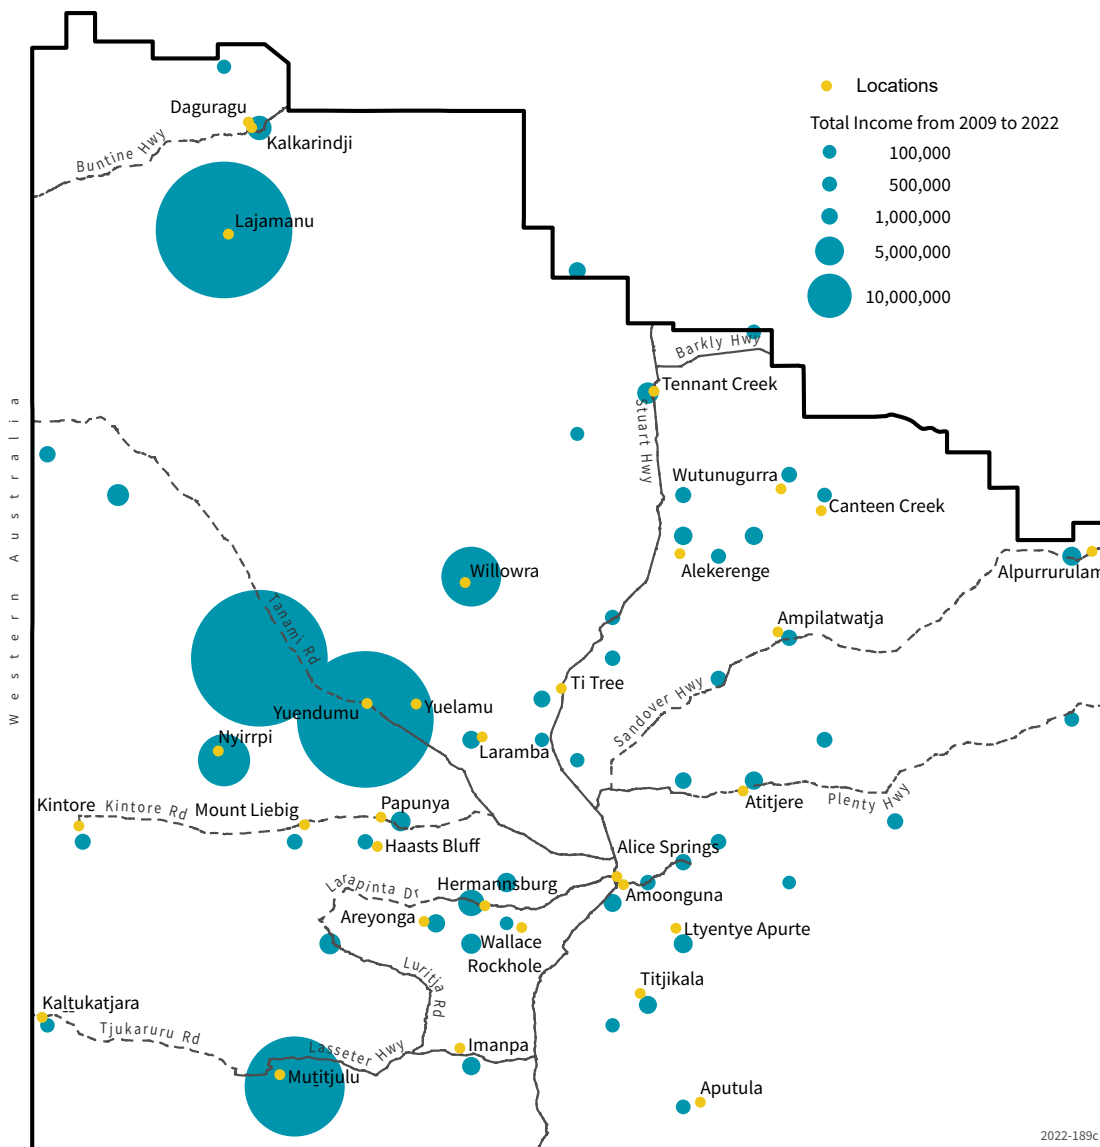 Locations
Total Income from 2009 to 2022
100,000
500,000
1,000,000
5,000,000
10,000,000
Daguragu
Kalkarindji
Buntine Hwy
Lajamanu
Barkly Hwy
Tennant Creek
Stuart Hwy
Western Australia
Wutunugurra
Canteen Creek
Alekerenge
Alpurrurulam
Willowra
Tanami Rd
Ampilatwatja
Ti Tree
Sandover Hwy
Yuendumu
Yuelamu
Nyirrpi
Laramba
Atitjere
Plenty Hwy
Kintore
Kintore Rd
Mount Liebig
Papunya
Haasts Bluff
Alice Springs
Larapinta Dr
Hermannsburg
Amoonguna
Areyonga
Wallace
Rockhole
Ltyentye Apurte
Luritja Rd
Titjikala
Kaltukatjara
Tjukaruru Rd
Lasseter Hwy
Imanpa
Muṯitjulu
Aputula
2022-189c